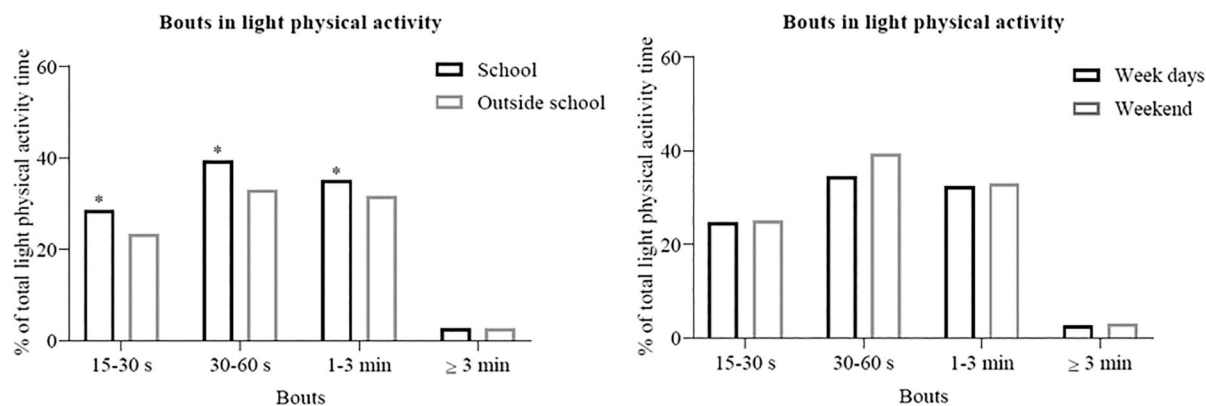 Bouts in light physical activity
% of total light physical activity time
60
40
20
0
School
Outside school
*
*
*
15-30 s
30-60 s
1-3 min
≥ 3 min
Bouts
Bouts in light physical activity
% of total light physical acitivity time
60
40
20
0
Week days
Weekend
15-30 s
30-60 s
1-3 min
≥ 3 min
Bouts